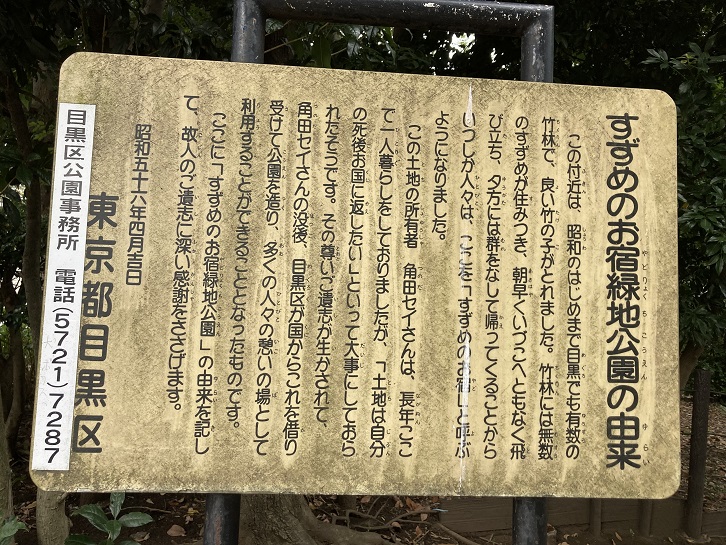 すずめのお宿緑地公園の由来
この付近は、昭和のはじめまで目黒でも有数の
竹林で、良い竹の子がとれました。竹林には無数
のすずめが住みつき、朝早くいづこへともなく飛
び立ち、夕方には群をなして帰ってくることから
いつしか人々は、ここを「すずめのお宿」と呼ぶ
ようになりました。
この土地の所有者 角田セイさんは、長年ここ
で一人暮らしをしておりましたが、「土地は自分
の死後お国に返したい」といって大事にしておら
れたそうです。その尊いご遺志が生かされて、
角田セイさんの没後、目黒区が国からこれを借り
受けて公園を造り、多くの人々の憩いの場として
利用することができることとなったものです。
ここに「すずめのお宿緑地公園」の由来を記し
て、故人のご遺志に深い感謝をささげます。
昭和五十六年四月吉日
東京都目黒区
目黒区公園事務所 電話(5721)7287